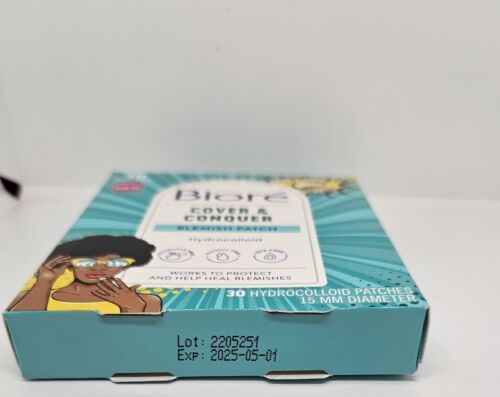 Bioré
COVER &
CONQUER
BLEMISH PATCH
Hydrocolloid
WORKS TO PROTECT
AND HELP HEAL BLEMISHES
30 HYDROCOLLOID PATCHES
15 MM DIAMETER
Lot: 2205251
Exp: 2025-05-01